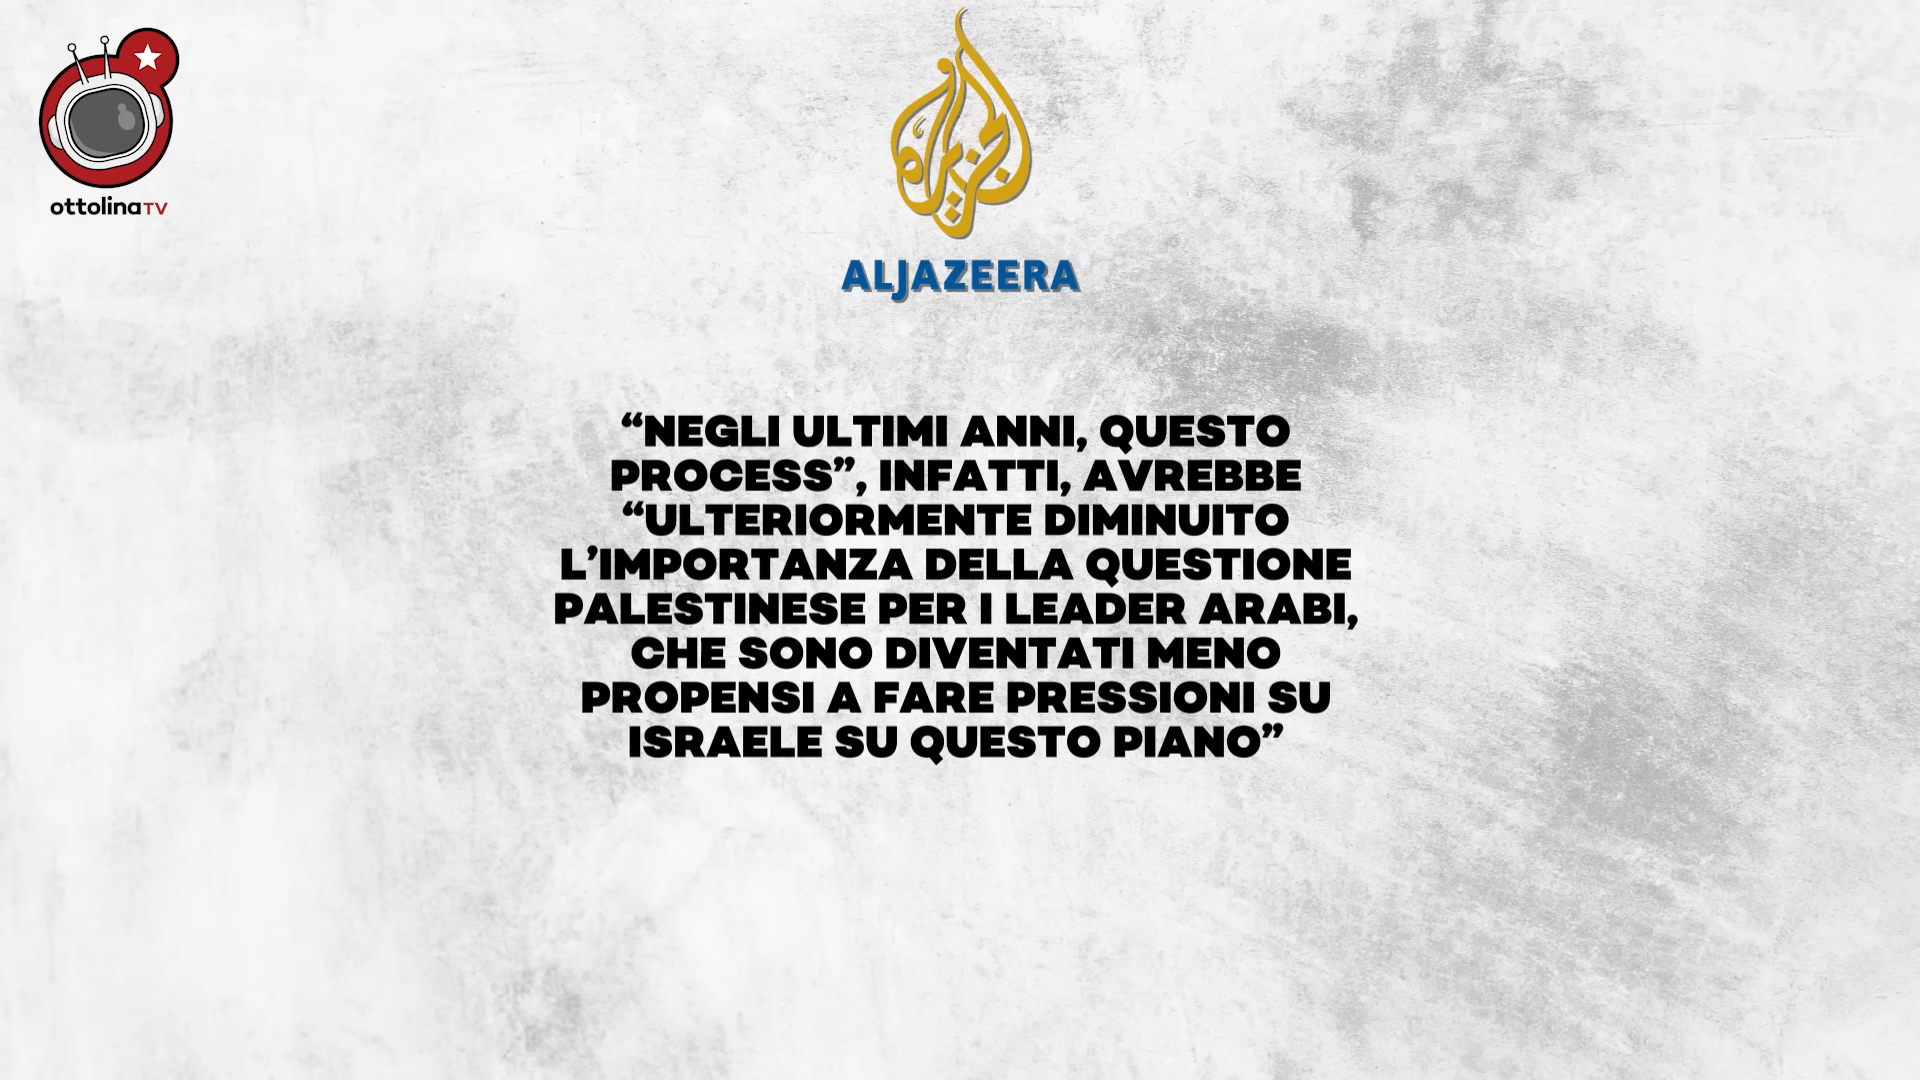 ottolinaTV
الجزيرة
ALJAZEERA
“NEGLI ULTIMI ANNI, QUESTO
PROCESS”, INFATTI, AVREBBE
“ULTERIORMENTE DIMINUITO
L’IMPORTANZA DELLA QUESTIONE
PALESTINESE PER I LEADER ARABI,
CHE SONO DIVENTATI MENO
PROPENSI A FARE PRESSIONI SU
ISRAELE SU QUESTO PIANO”